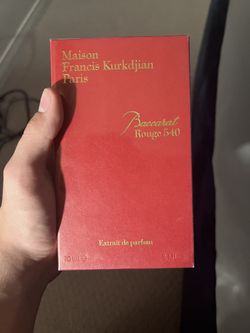 Maison
Francis Kurkdjian
Paris
Baccarat
Rouge 540
Extrait de parfum